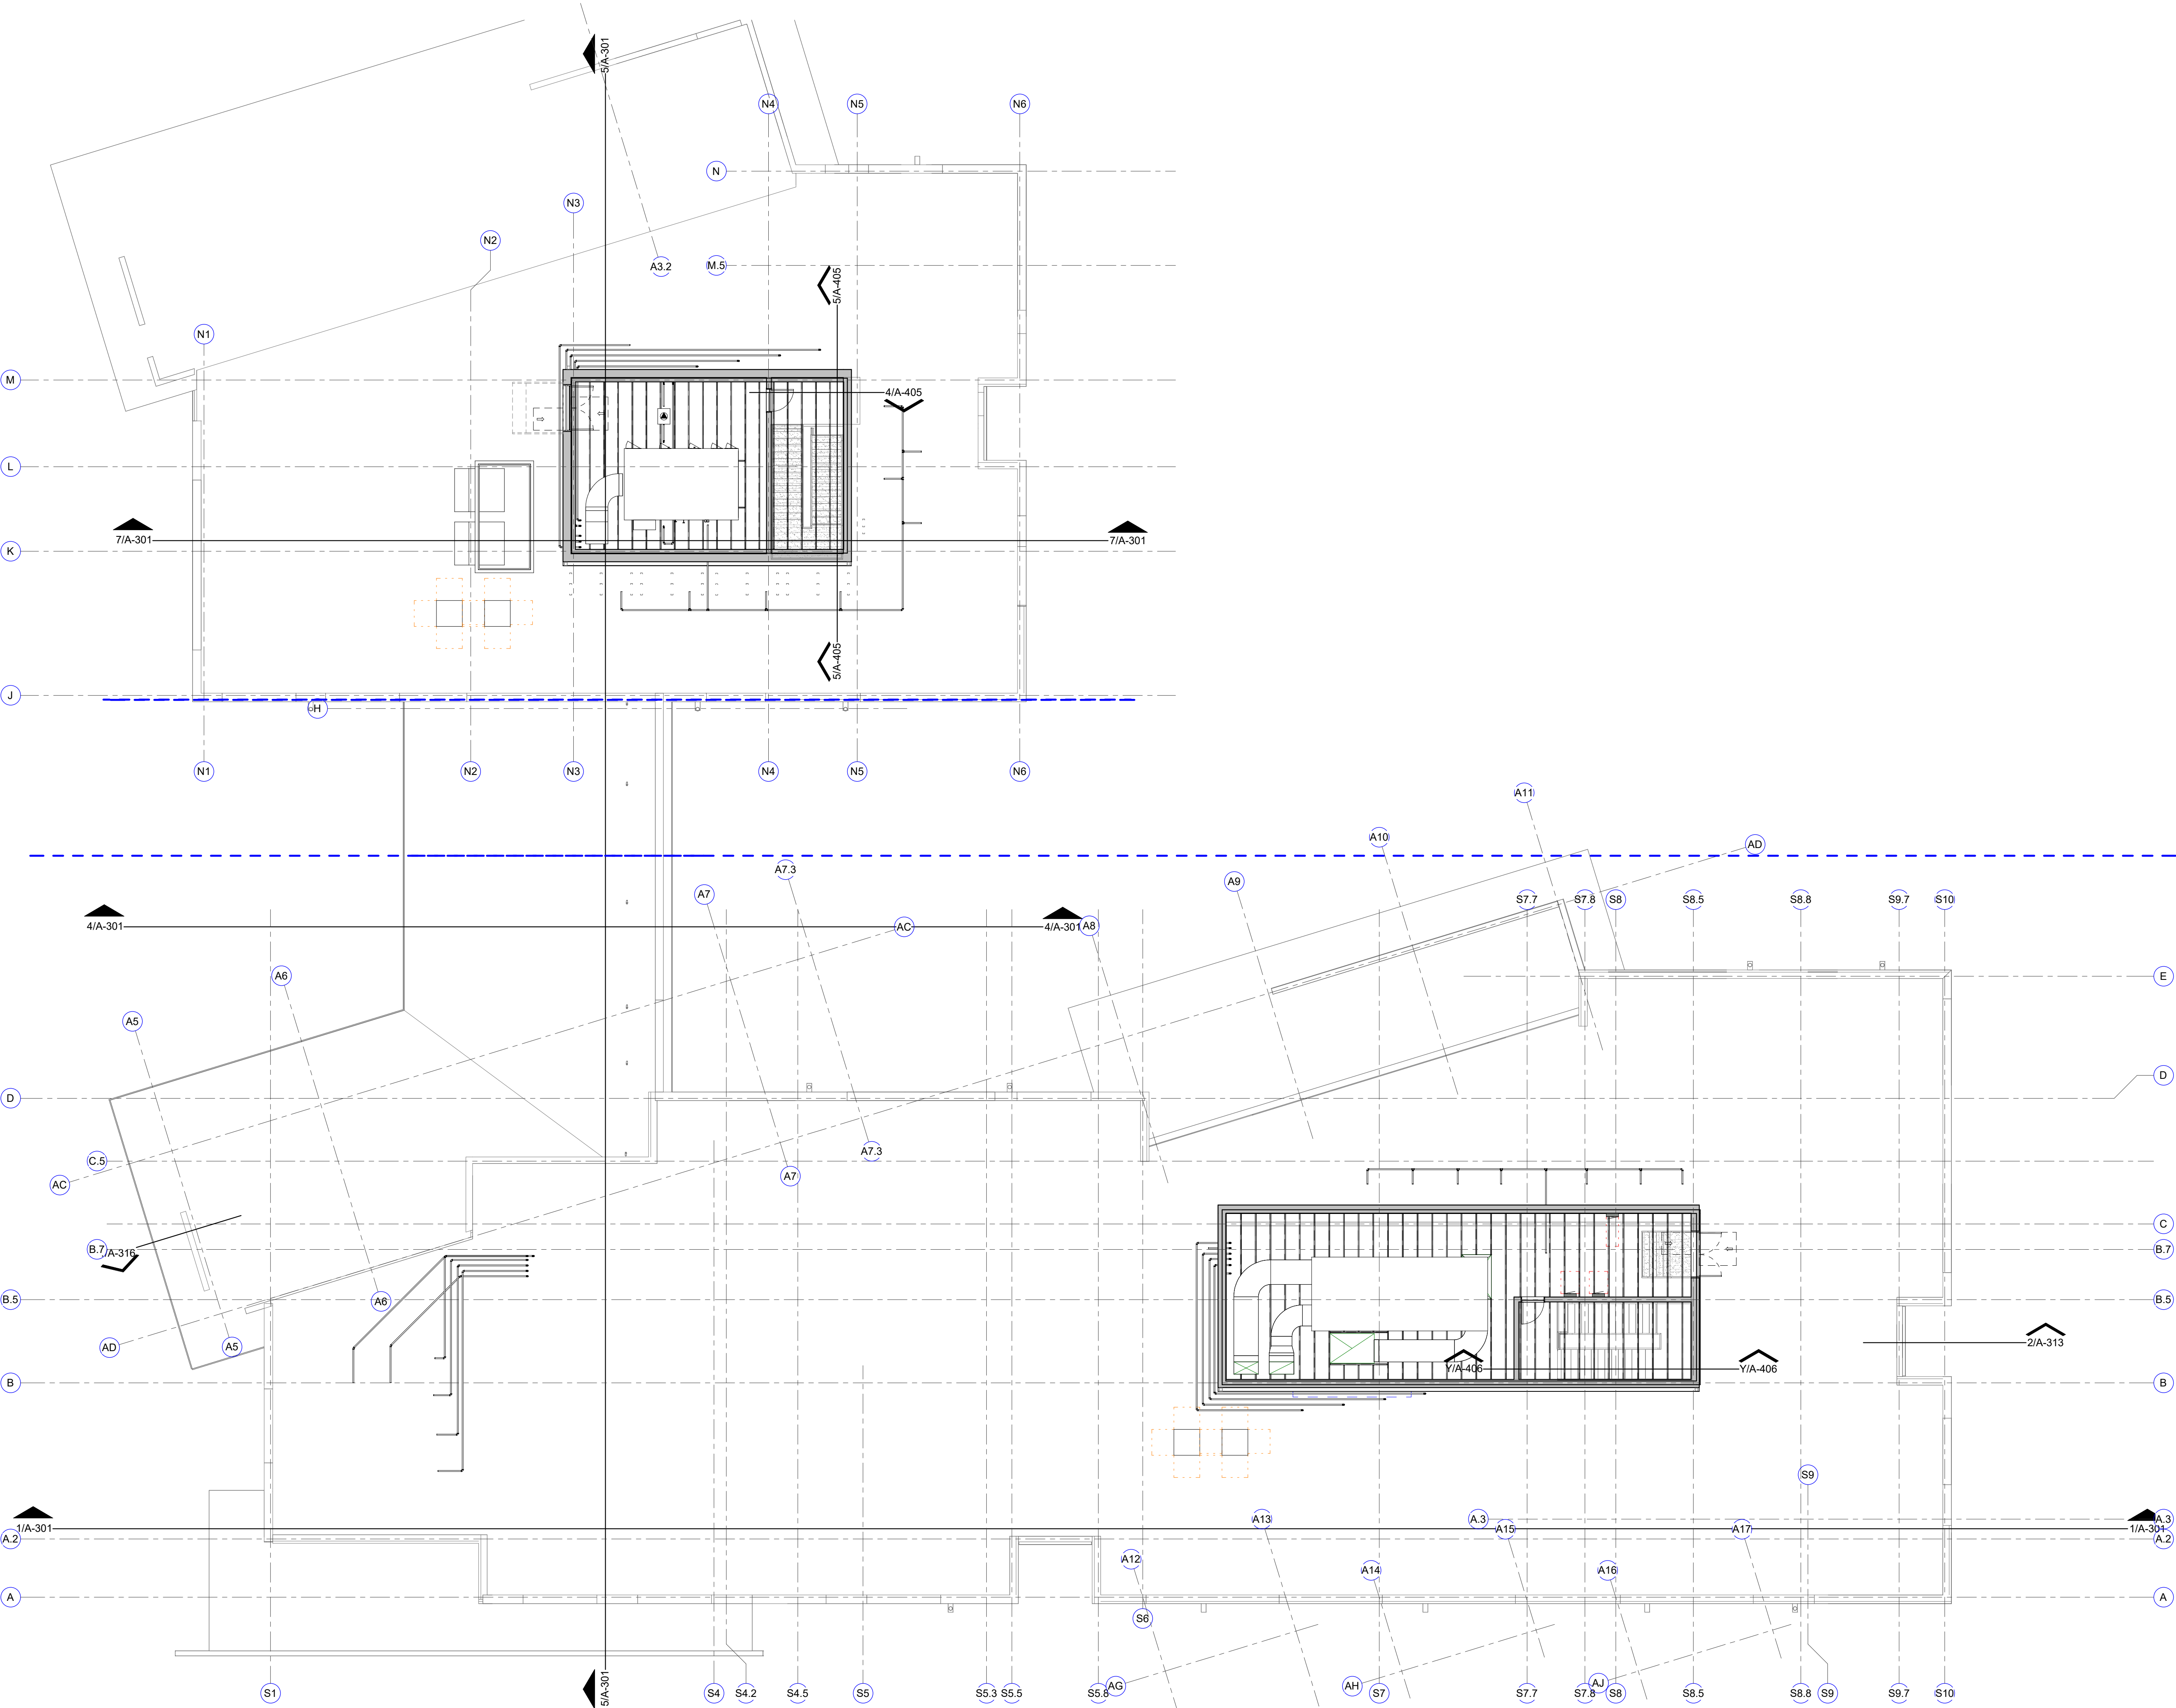 5/A-301
N4
N5
N6
N
N3
N2
A3.2
M.5
5/A-405
N1
M
4/A-405
L
7/A-301
7/A-301
K
5/A-405
J
H
N1
N2
N3
N4
N5
N6
A11
A10
AD
A7.3
A9
A7
S7.7
S7.8
S8
S8.5
S8.8
S9.7
S10
4/A-301
4/A-301
A8
AC
A6
E
A5
D
D
C.5
A7.3
A7
AC
C
B.7
/A-316
B.7
B.5
A6
B.5
AD
A5
2/A-313
Y/A-406
Y/A-406
B
B
S9
1/A-301
A13
A.3
A15
A17
A.3
1/A-301
A.2
A.2
A12
A14
A16
A
A
S6
AG
AH
AJ
S1
5/A-301
S4
S4.2
S4.5
S5
S5.3
S5.5
S5.8
S7
S7.7
S7.8
S8
S8.5
S8.8
S9
S9.7
S10